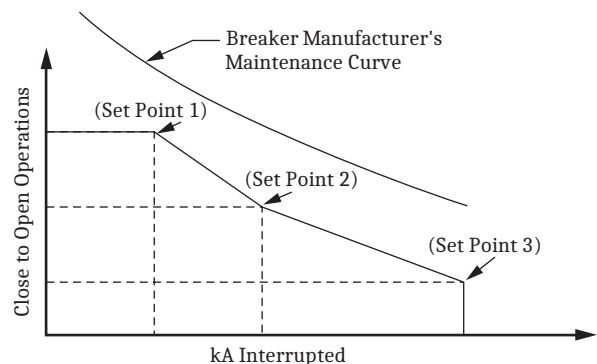 Breaker Manufacturer's
Maintenance Curve
(Set Point 1)
(Set Point 2)
(Set Point 3)
Close to Open Operations
kA Interrupted